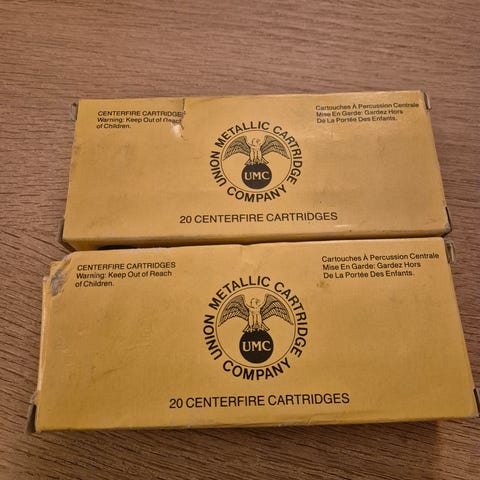 CENTERFIRE CARTRIDGES
Warning: Keep Out of Reach
of Children.
Cartouches À Percussion Centrale
Mise En Garde: Gardez Hors
De La Portée Des Enfants.
UNION METALLIC CARTRIDGE
COMPANY
UMC
20 CENTERFIRE CARTRIDGES
CENTERFIRE CARTRIDGES
Warning: Keep Out of Reach
of Children.
Cartouches À Percussion Centrale
Mise En Garde: Gardez Hors
De La Portée Des Enfants.
UNION METALLIC CARTRIDGE
COMPANY
UMC
20 CENTERFIRE CARTRIDGES